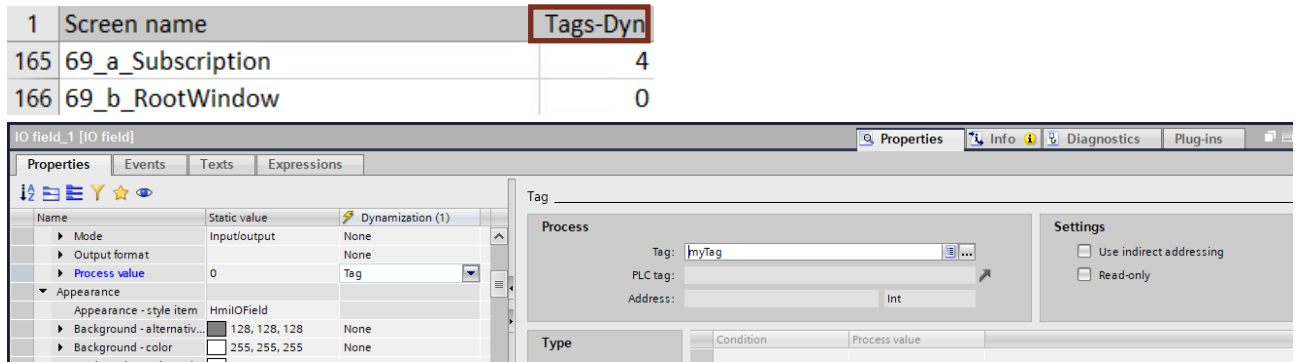 1 Screen name Tags-Dyn
165 69_a_Subscription 4
166 69_b_RootWindow 0
IO field_1 [IO field] Properties Info Diagnostics Plug-ins
Properties Events Texts Expressions
Name Static value Dynamization (1)
Mode Input/output None
Output format None
Process value 0 Tag
Appearance
Appearance - style item HmiIOField
Background - alternativ... 128, 128, 128 None
Background - color 255, 255, 255 None
Tag
Process
Tag: myTag ...
PLC tag:
Address: Int
Settings
Use indirect addressing
Read-only
Type Condition Process value